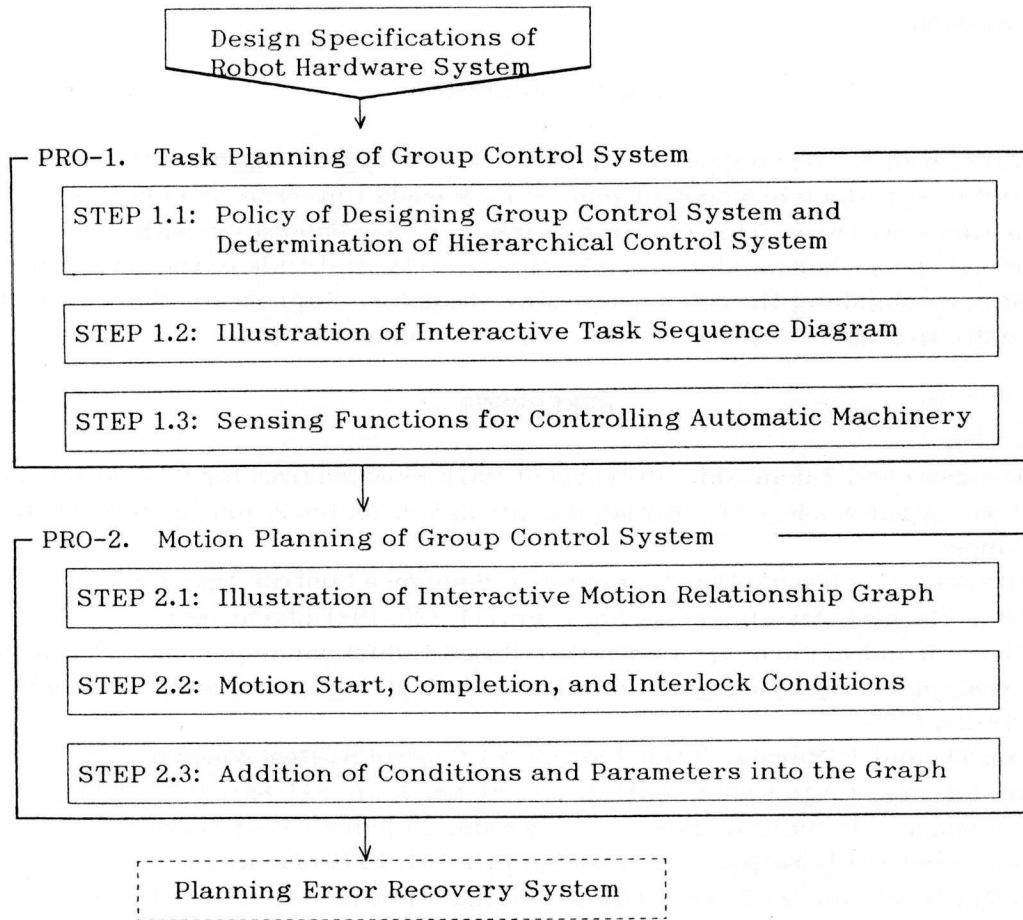 Design Specifications of
Robot Hardware System
PRO-1. Task Planning of Group Control System
STEP 1.1: Policy of Designing Group Control System and
Determination of Hierarchical Control System
STEP 1.2: Illustration of Interactive Task Sequence Diagram
STEP 1.3: Sensing Functions for Controlling Automatic Machinery
PRO-2. Motion Planning of Group Control System
STEP 2.1: Illustration of Interactive Motion Relationship Graph
STEP 2.2: Motion Start, Completion, and Interlock Conditions
STEP 2.3: Addition of Conditions and Parameters into the Graph
Planning Error Recovery System